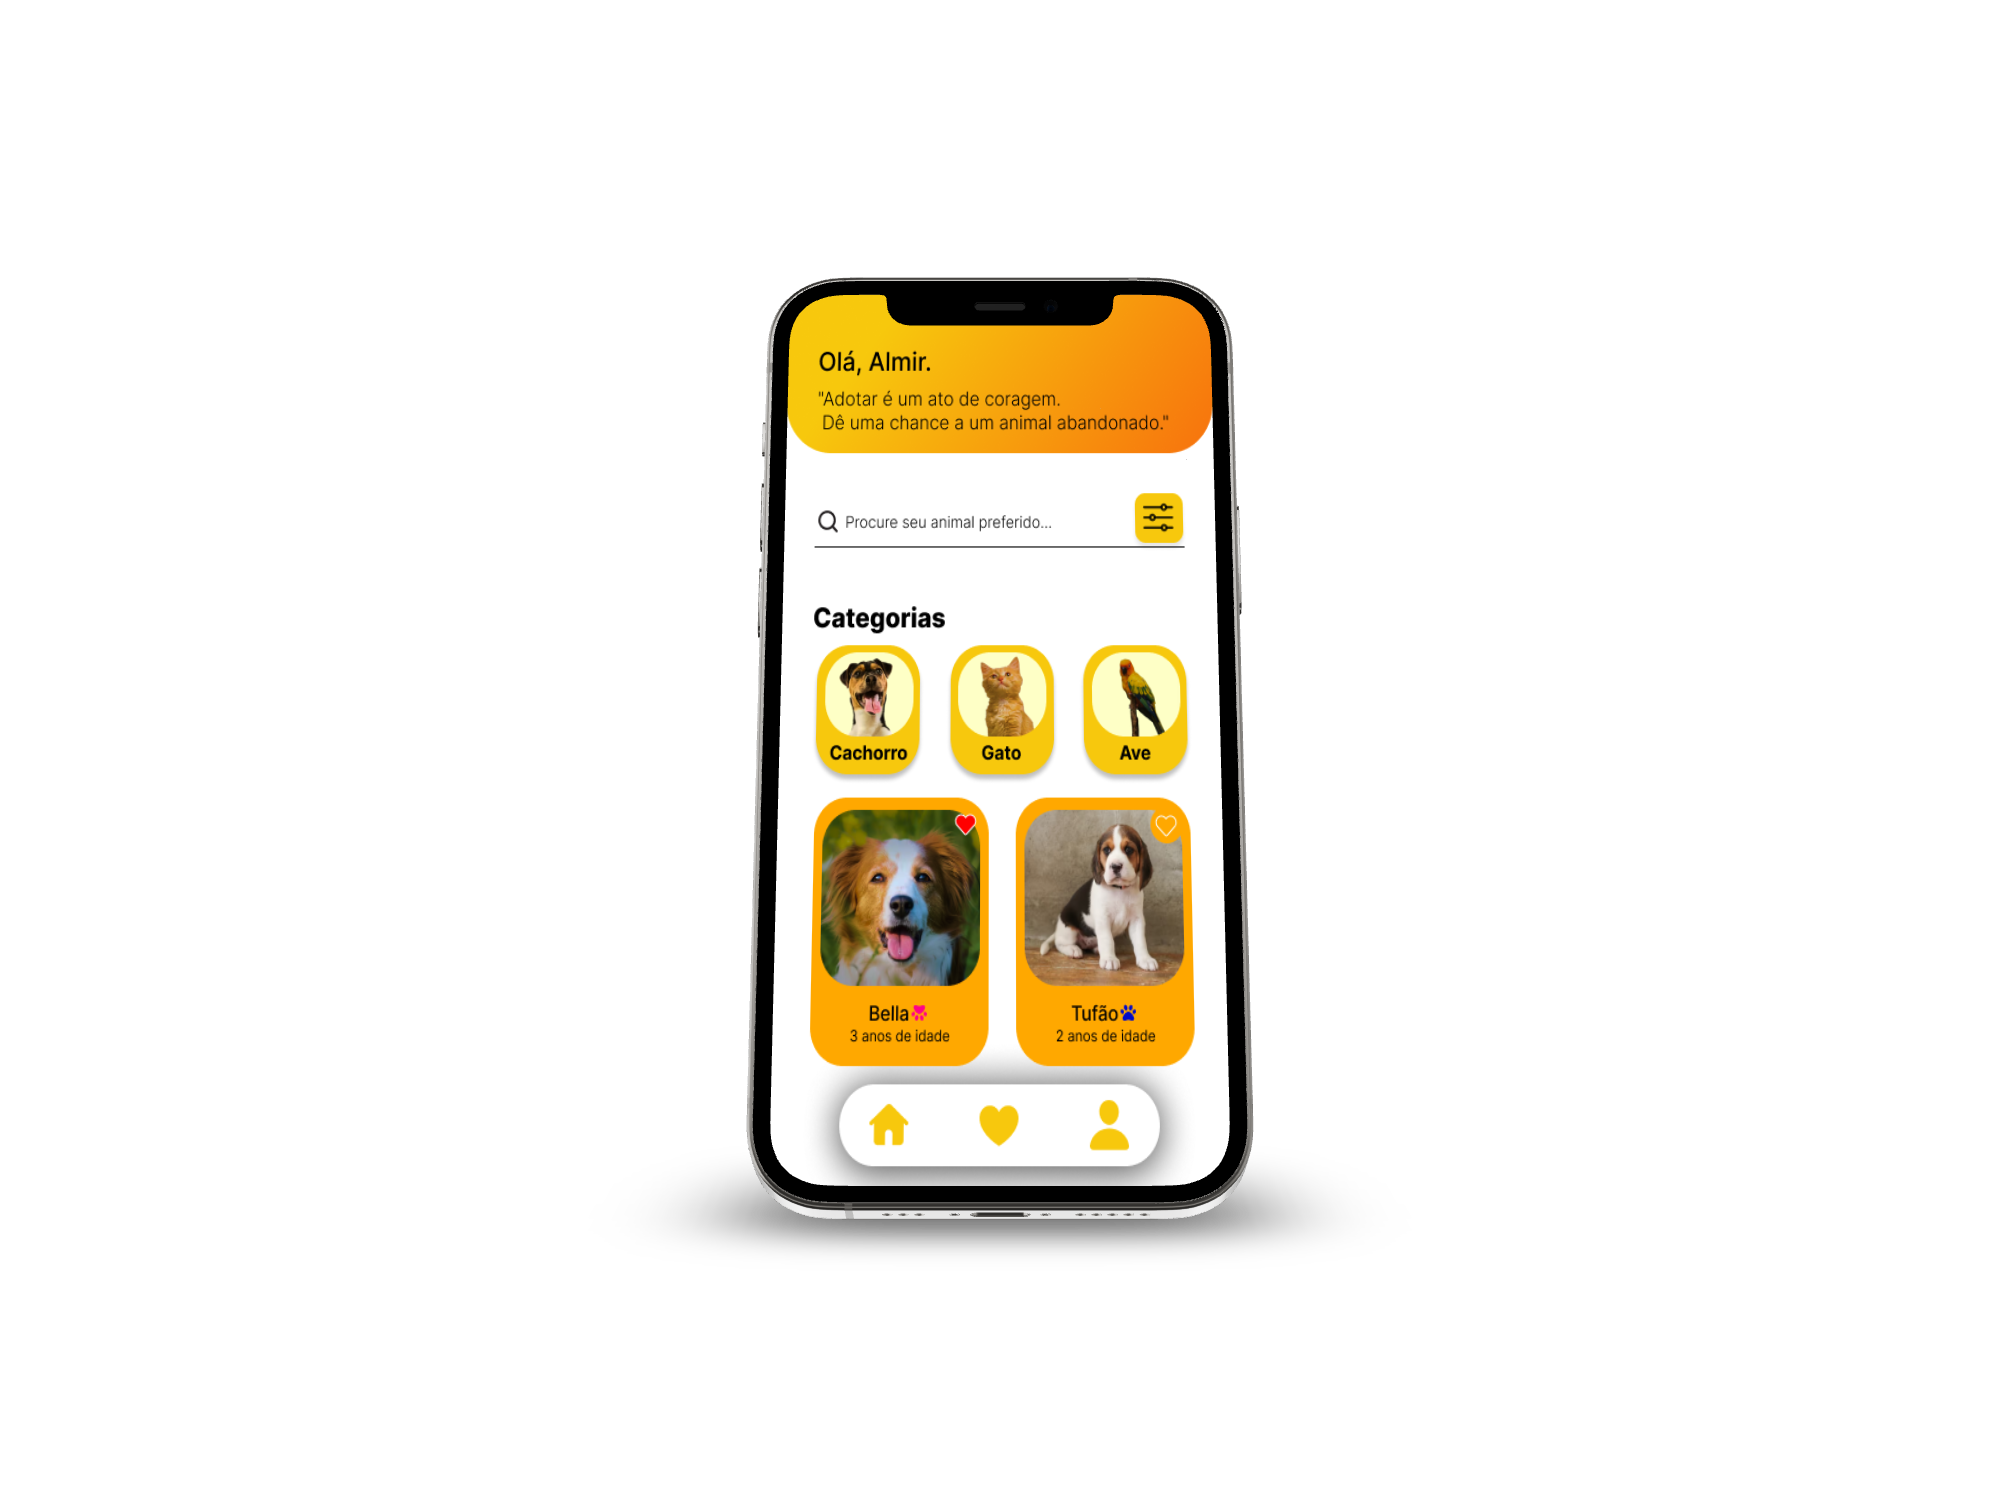 Olá, Almir.
"Adotar é um ato de coragem.
Dê uma chance a um animal abandonado."
Procure seu animal preferido...
Categorias
Cachorro
Gato
Ave
Bella
3 anos de idade
Tufão
2 anos de idade